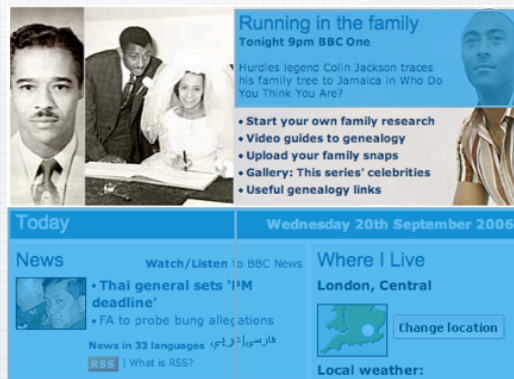 Running in the family
Tonight 9pm BBC One
Hurdles legend Colin Jackson traces
his family tree to Jamaica in Who Do
You Think You Are?
• Start your own family research
• Video guides to genealogy
• Upload your family snaps
• Gallery: This series' celebrities
• Useful genealogy links
Today
Wednesday 20th September 2006
News
Watch/Listen to BBC News
• Thai general sets 'PM
deadline'
• FA to probe bung allegations
News in 33 languages فارسی|عربي
RSS | What is RSS?
Where I Live
London, Central
Change location
Local weather: